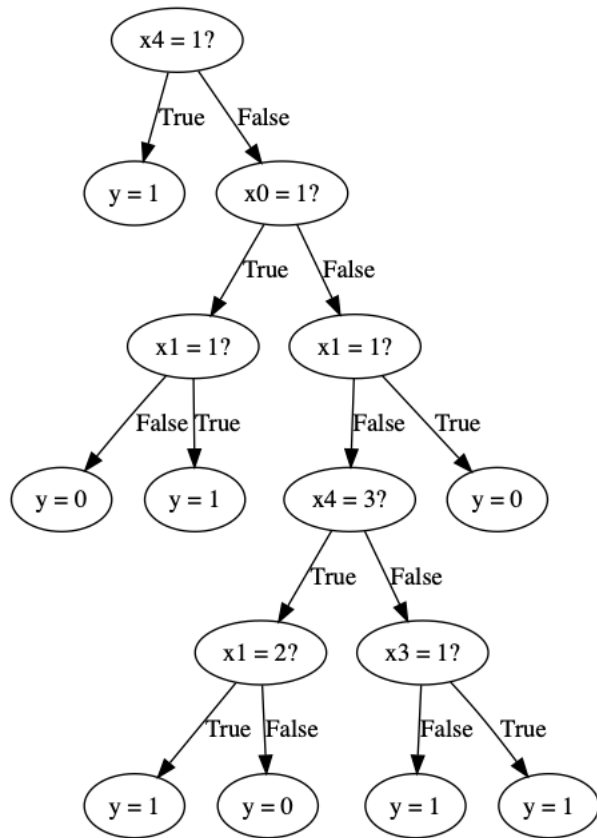 x4 = 1?
True
False
y = 1
x0 = 1?
True
False
x1 = 1?
x1 = 1?
False
True
False
True
y = 0
y = 1
x4 = 3?
y = 0
True
False
x1 = 2?
x3 = 1?
True
False
False
True
y = 1
y = 0
y = 1
y = 1